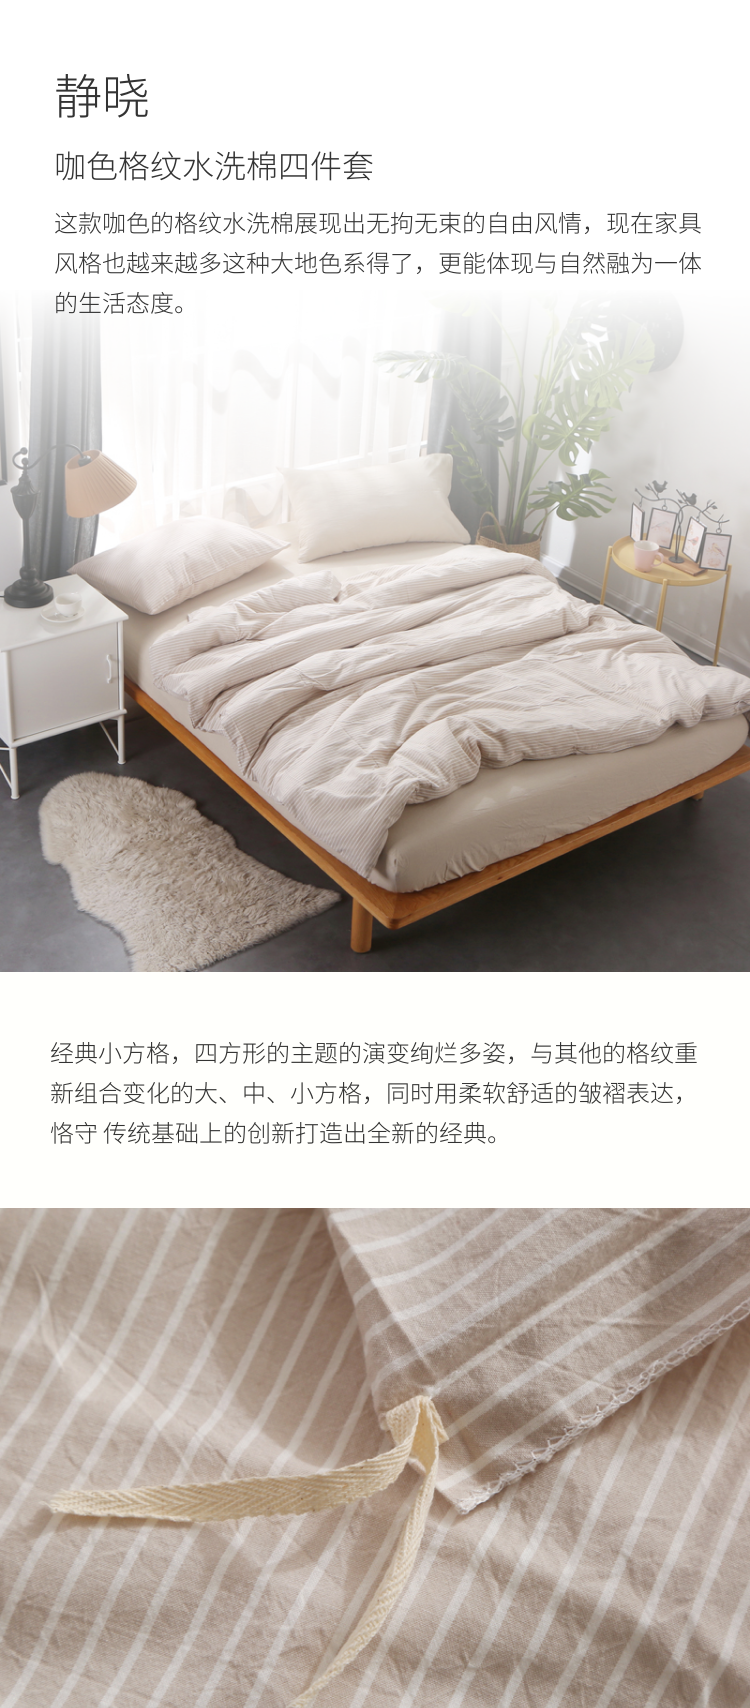 静晓
咖色格纹水洗棉四件套
这款咖色的格纹水洗棉展现出无拘无束的自由风情，现在家具
风格也越来越多这种大地色系得了，更能体现与自然融为一体
的生活态度。
经典小方格，四方形的主题的演变绚烂多姿，与其他的格纹重
新组合变化的大、中、小方格，同时用柔软舒适的皱褶表达，
恪守 传统基础上的创新打造出全新的经典。